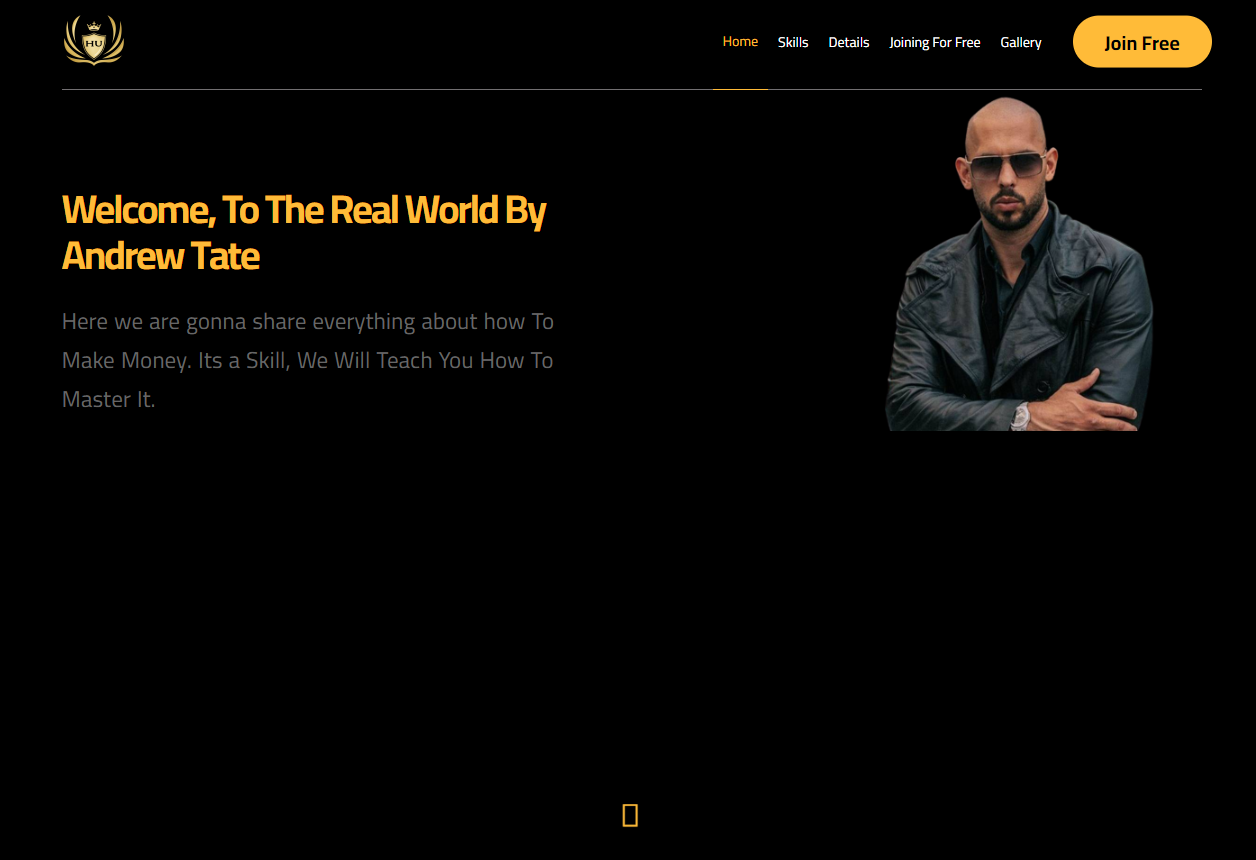 HU
Home Skills Details Joining For Free Gallery Join Free
Welcome, To The Real World By
Andrew Tate
Here we are gonna share everything about how To
Make Money. Its a Skill, We Will Teach You How To
Master It.